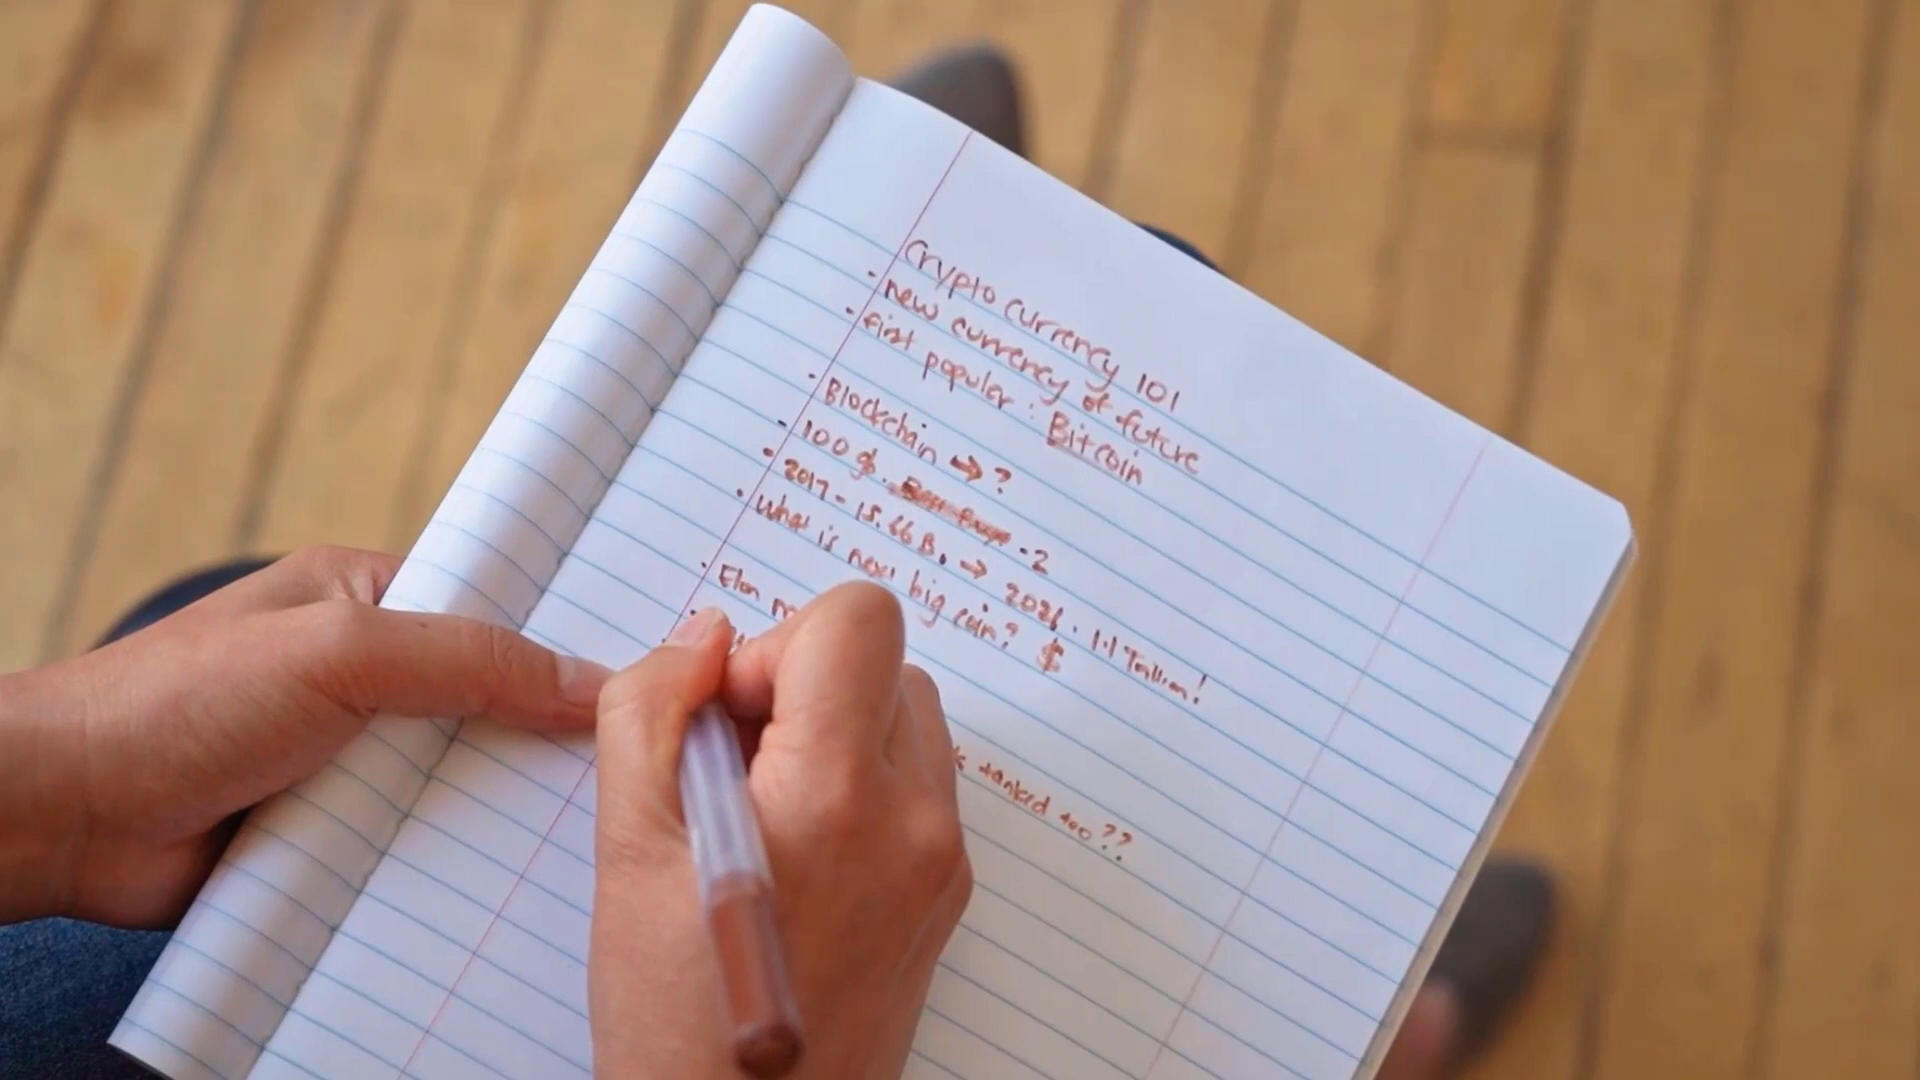 Crypto currency 101
• new currency of future
• first popular : Bitcoin
• Blockchain → ?
• 100 $. -2
• 2017 - 15.66 B. → 2021. 1.1 Trillion!
• What is next big coin? $
• Elon
tanked too ??